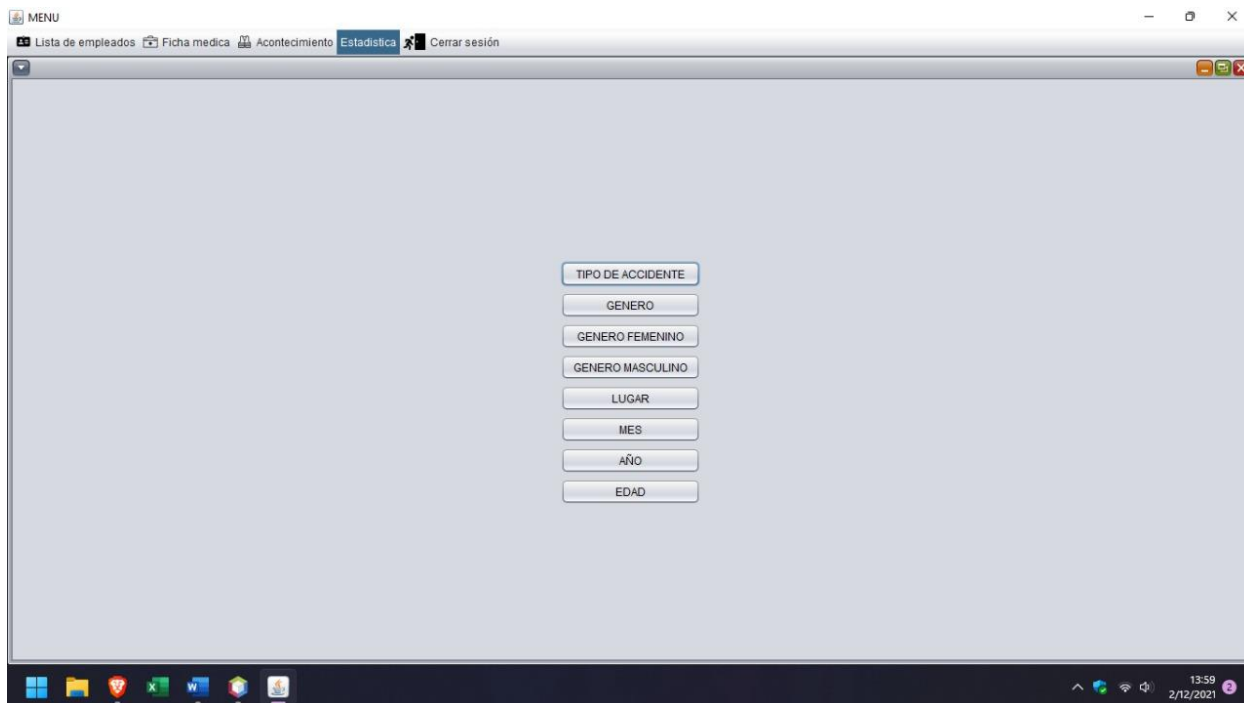 MENU
Lista de empleados Ficha medica Acontecimiento Estadistica Cerrar sesión
TIPO DE ACCIDENTE
GENERO
GENERO FEMENINO
GENERO MASCULINO
LUGAR
MES
AÑO
EDAD
13:59
2/12/2021
2